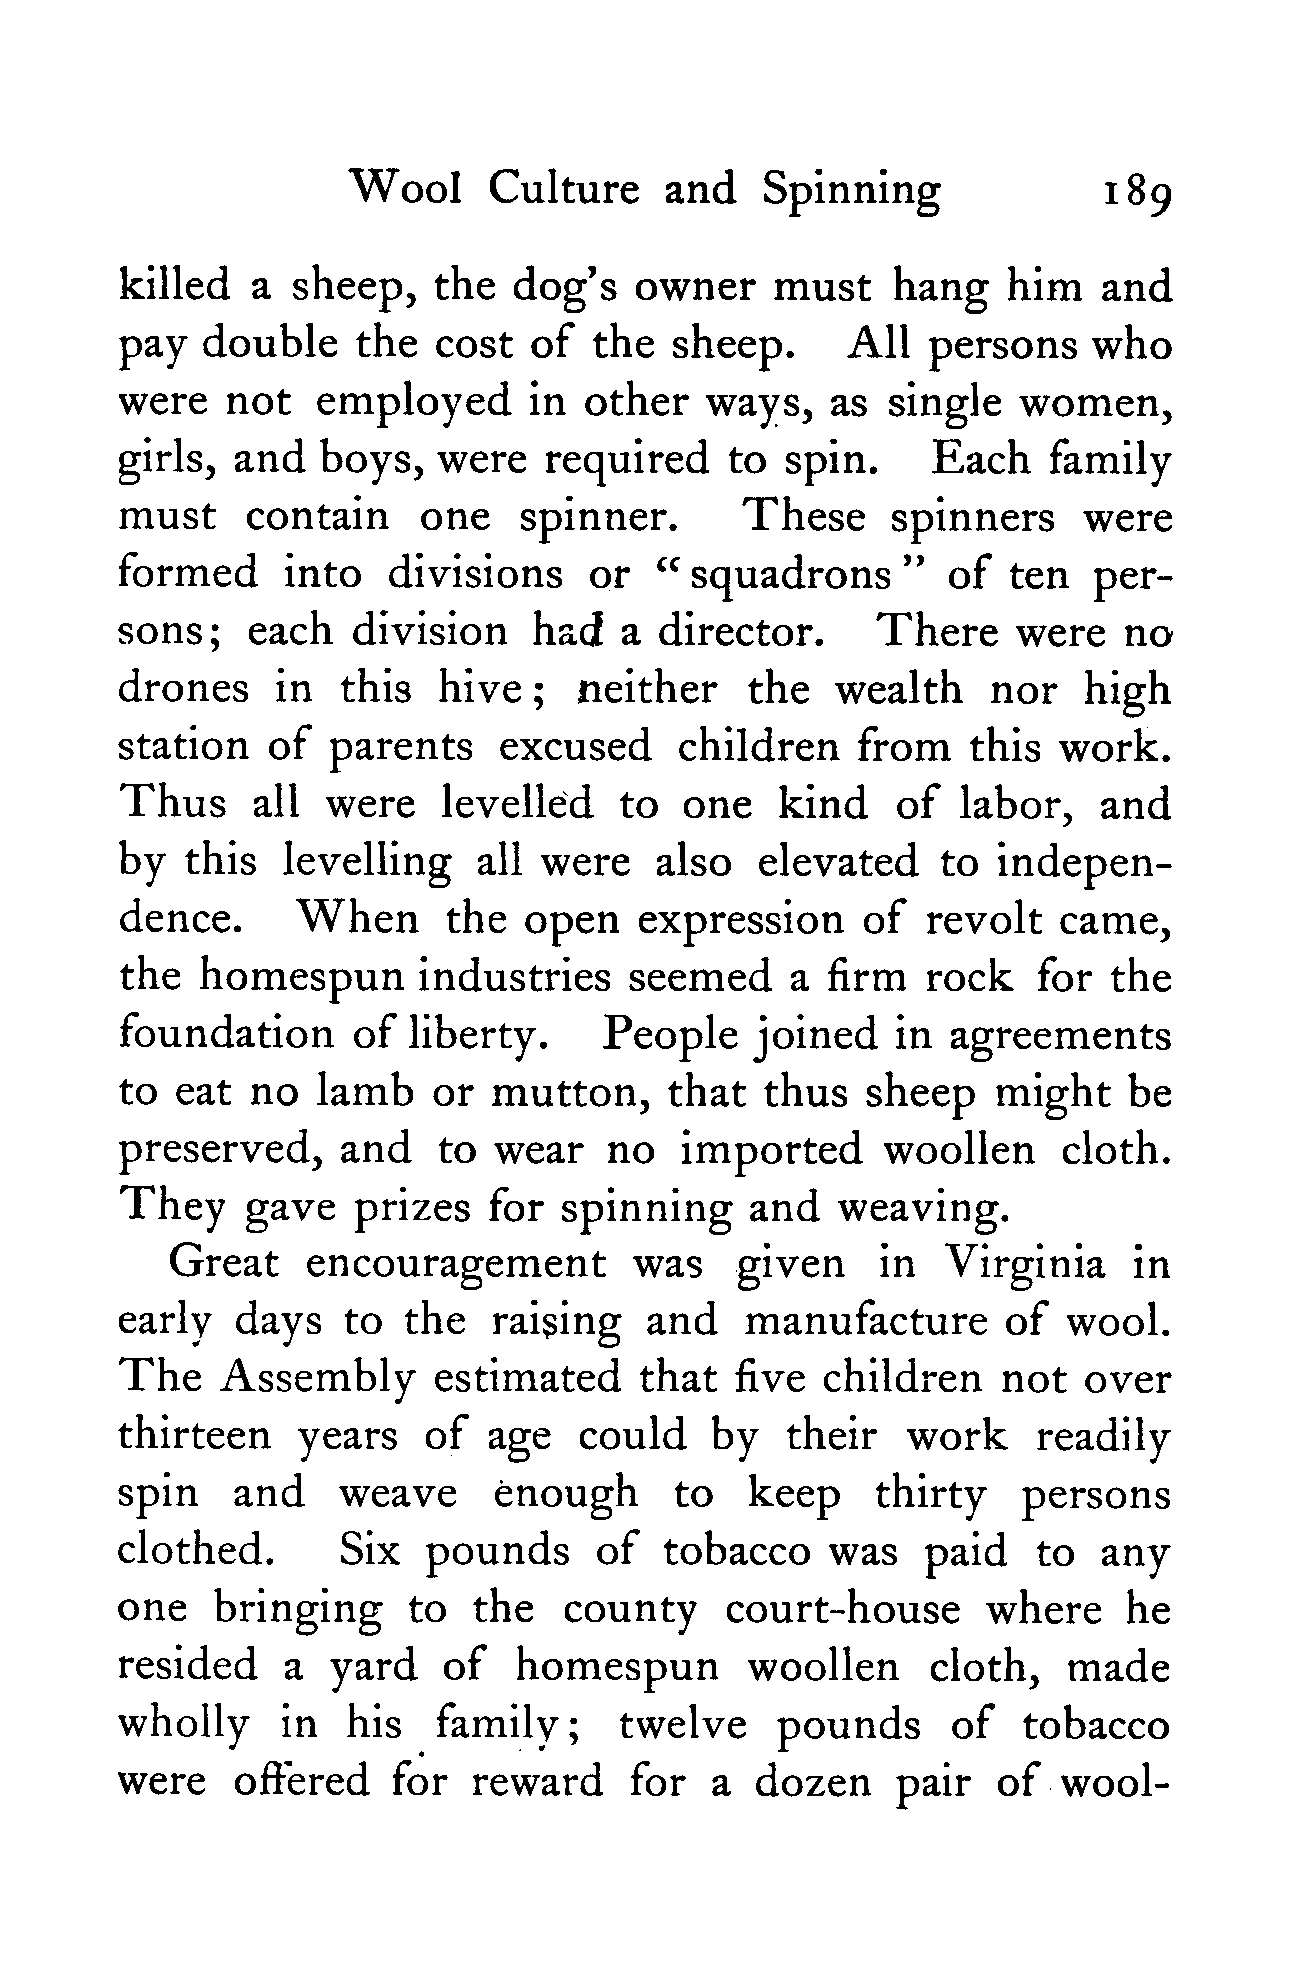 Wool Culture and Spinning 189
killed a sheep, the dog's owner must hang him and
pay double the cost of the sheep. All persons who
were not employed in other ways, as single women,
girls, and boys, were required to spin. Each family
must contain one spinner. These spinners were
formed into divisions or “squadrons” of ten per-
sons; each division had a director. There were no
drones in this hive; neither the wealth nor high
station of parents excused children from this work.
Thus all were levelled to one kind of labor, and
by this levelling all were also elevated to indepen-
dence. When the open expression of revolt came,
the homespun industries seemed a firm rock for the
foundation of liberty. People joined in agreements
to eat no lamb or mutton, that thus sheep might be
preserved, and to wear no imported woollen cloth.
They gave prizes for spinning and weaving.
Great encouragement was given in Virginia in
early days to the raising and manufacture of wool.
The Assembly estimated that five children not over
thirteen years of age could by their work readily
spin and weave enough to keep thirty persons
clothed. Six pounds of tobacco was paid to any
one bringing to the county court-house where he
resided a yard of homespun woollen cloth, made
wholly in his family; twelve pounds of tobacco
were offered for reward for a dozen pair of wool-